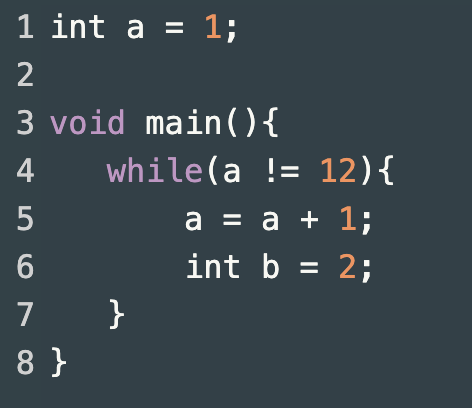 1 int a = 1;
2
3 void main(){
4    while(a != 12){
5        a = a + 1;
6        int b = 2;
7    }
8 }